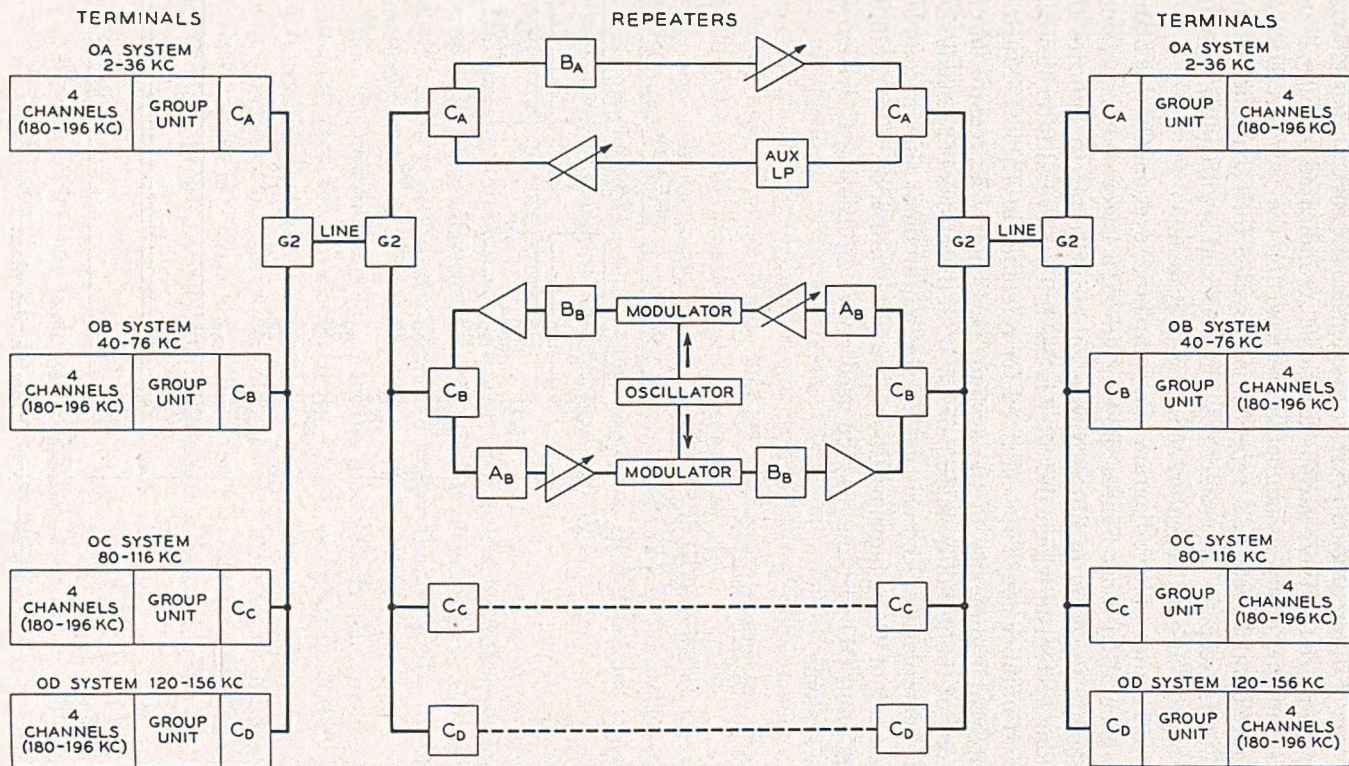 TERMINALS
REPEATERS
TERMINALS
OA SYSTEM
2-36 KC
4
CHANNELS
(180-196 KC)
GROUP
UNIT
CA
CA
BA
CA
AUX
LP
OA SYSTEM
2-36 KC
CA
GROUP
UNIT
4
CHANNELS
(180-196 KC)
G2
LINE
G2
G2
LINE
G2
OB SYSTEM
40-76 KC
4
CHANNELS
(180-196 KC)
GROUP
UNIT
CB
BB
MODULATOR
AB
CB
OSCILLATOR
CB
AB
MODULATOR
BB
OB SYSTEM
40-76 KC
CB
GROUP
UNIT
4
CHANNELS
(180-196 KC)
OC SYSTEM
80-116 KC
4
CHANNELS
(180-196 KC)
GROUP
UNIT
CC
CC
CC
OC SYSTEM
80-116 KC
CC
GROUP
UNIT
4
CHANNELS
(180-196 KC)
OD SYSTEM 120-156 KC
4
CHANNELS
(180-196 KC)
GROUP
UNIT
CD
CD
CD
OD SYSTEM 120-156 KC
CD
GROUP
UNIT
4
CHANNELS
(180-196 KC)